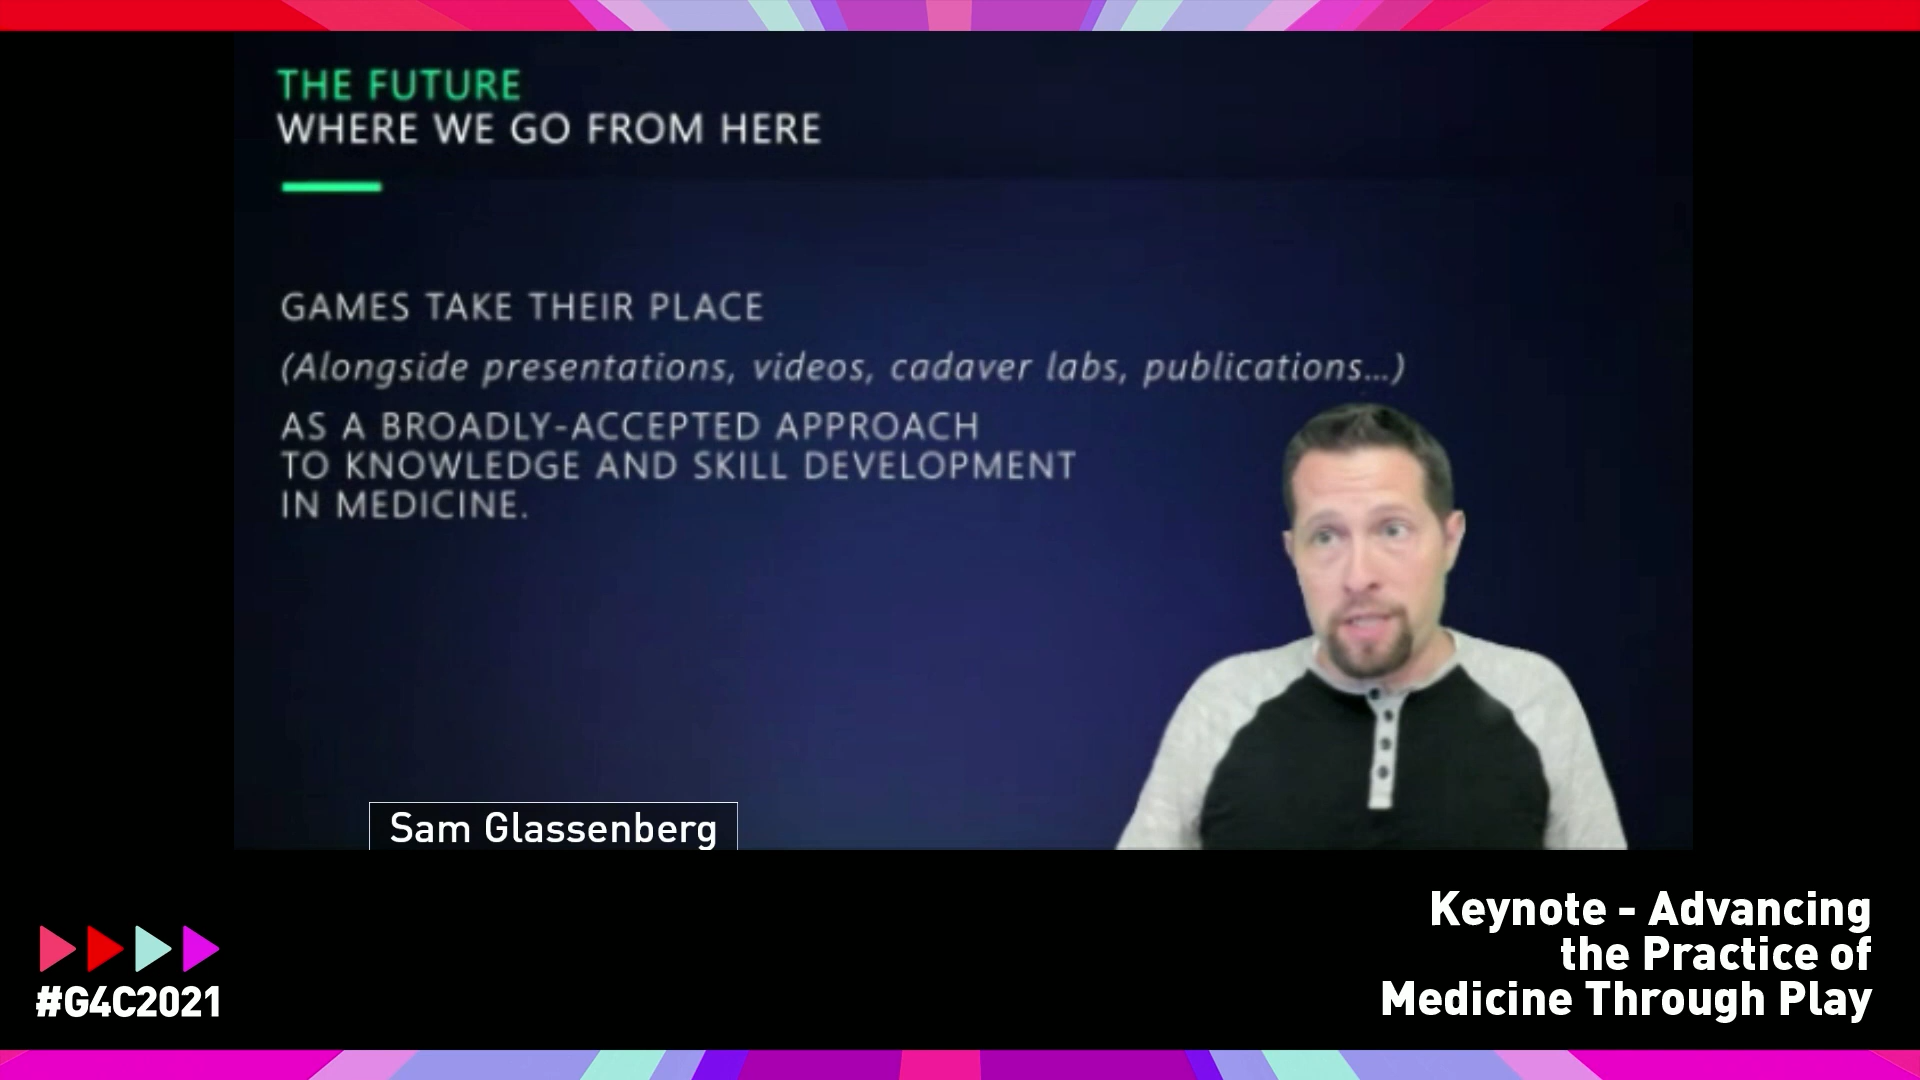 THE FUTURE
WHERE WE GO FROM HERE
GAMES TAKE THEIR PLACE
(Alongside presentations, videos, cadaver labs, publications...)
AS A BROADLY-ACCEPTED APPROACH
TO KNOWLEDGE AND SKILL DEVELOPMENT
IN MEDICINE.
Sam Glassenberg
#G4C2021
Keynote - Advancing
the Practice of
Medicine Through Play